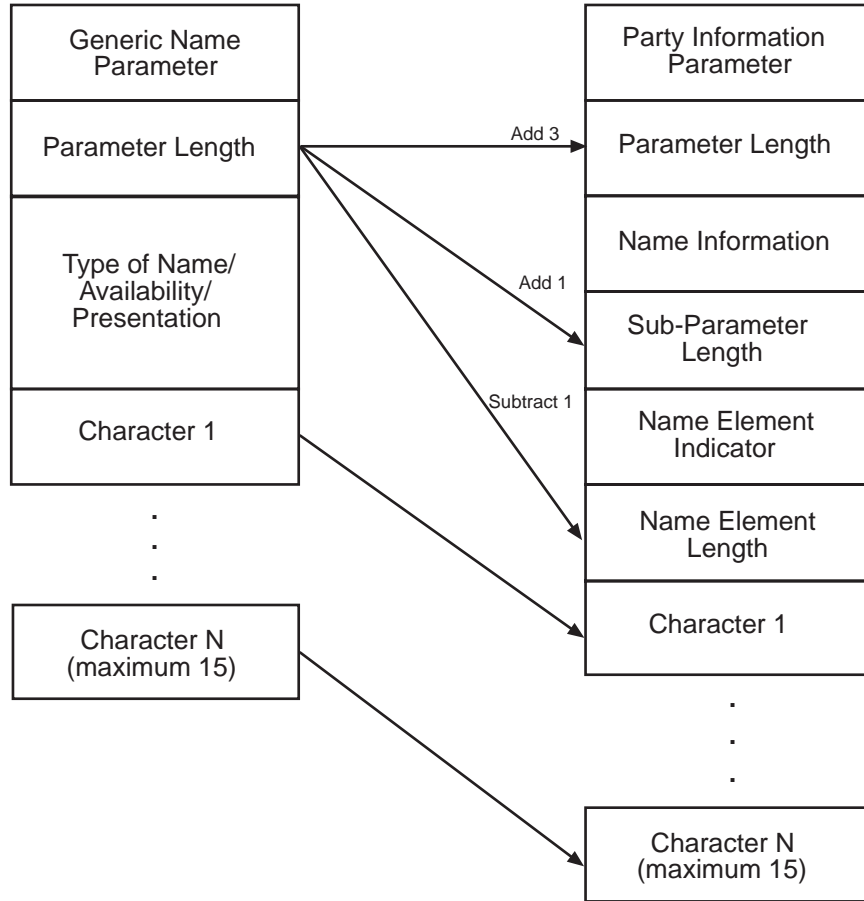 Generic Name
Parameter
Parameter Length
Type of Name/
Availability/
Presentation
Character 1
.
.
.
Character N
(maximum 15)
Add 3
Add 1
Subtract 1
Party Information
Parameter
Parameter Length
Name Information
Sub-Parameter
Length
Name Element
Indicator
Name Element
Length
Character 1
.
.
.
Character N
(maximum 15)